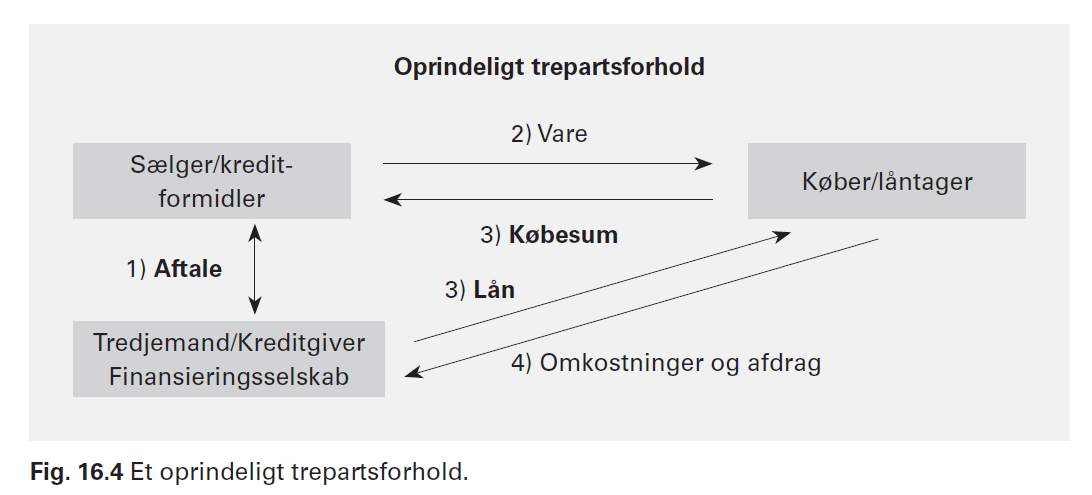 Oprindeligt trepartsforhold
2) Vare
Sælger/kredit-
formidler
Køber/låntager
3) Købesum
1) Aftale
3) Lån
Tredjemand/Kreditgiver
Finansieringsselskab
4) Omkostninger og afdrag
Fig. 16.4 Et oprindeligt trepartsforhold.